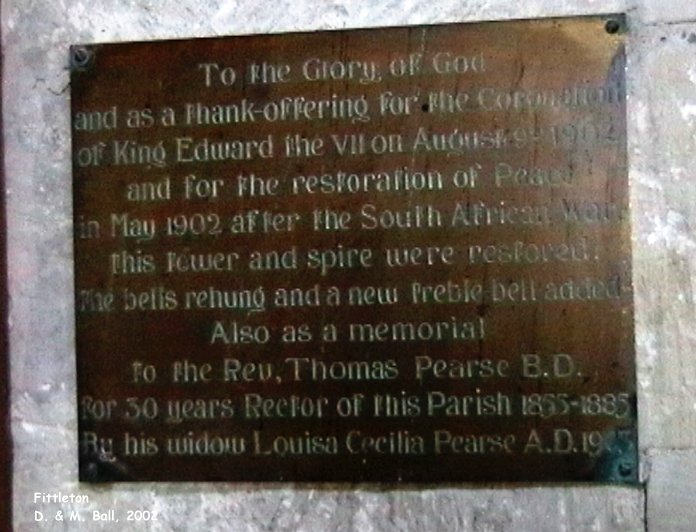 To the Glory, of God
and as a thank-offering for the Coronation
of King Edward the VII on August 9th 1902
and for the restoration of Peace
in May 1902 after the South African War.
this tower and spire were restored.
The bells rehung and a new treble bell added
Also as a memorial
to the Rev. Thomas Pearse B.D.
for 30 years Rector of this Parish 1855-1885
By his widow Louisa Cecilia Pearse A.D.
Fittleton
D. & M. Ball, 2002